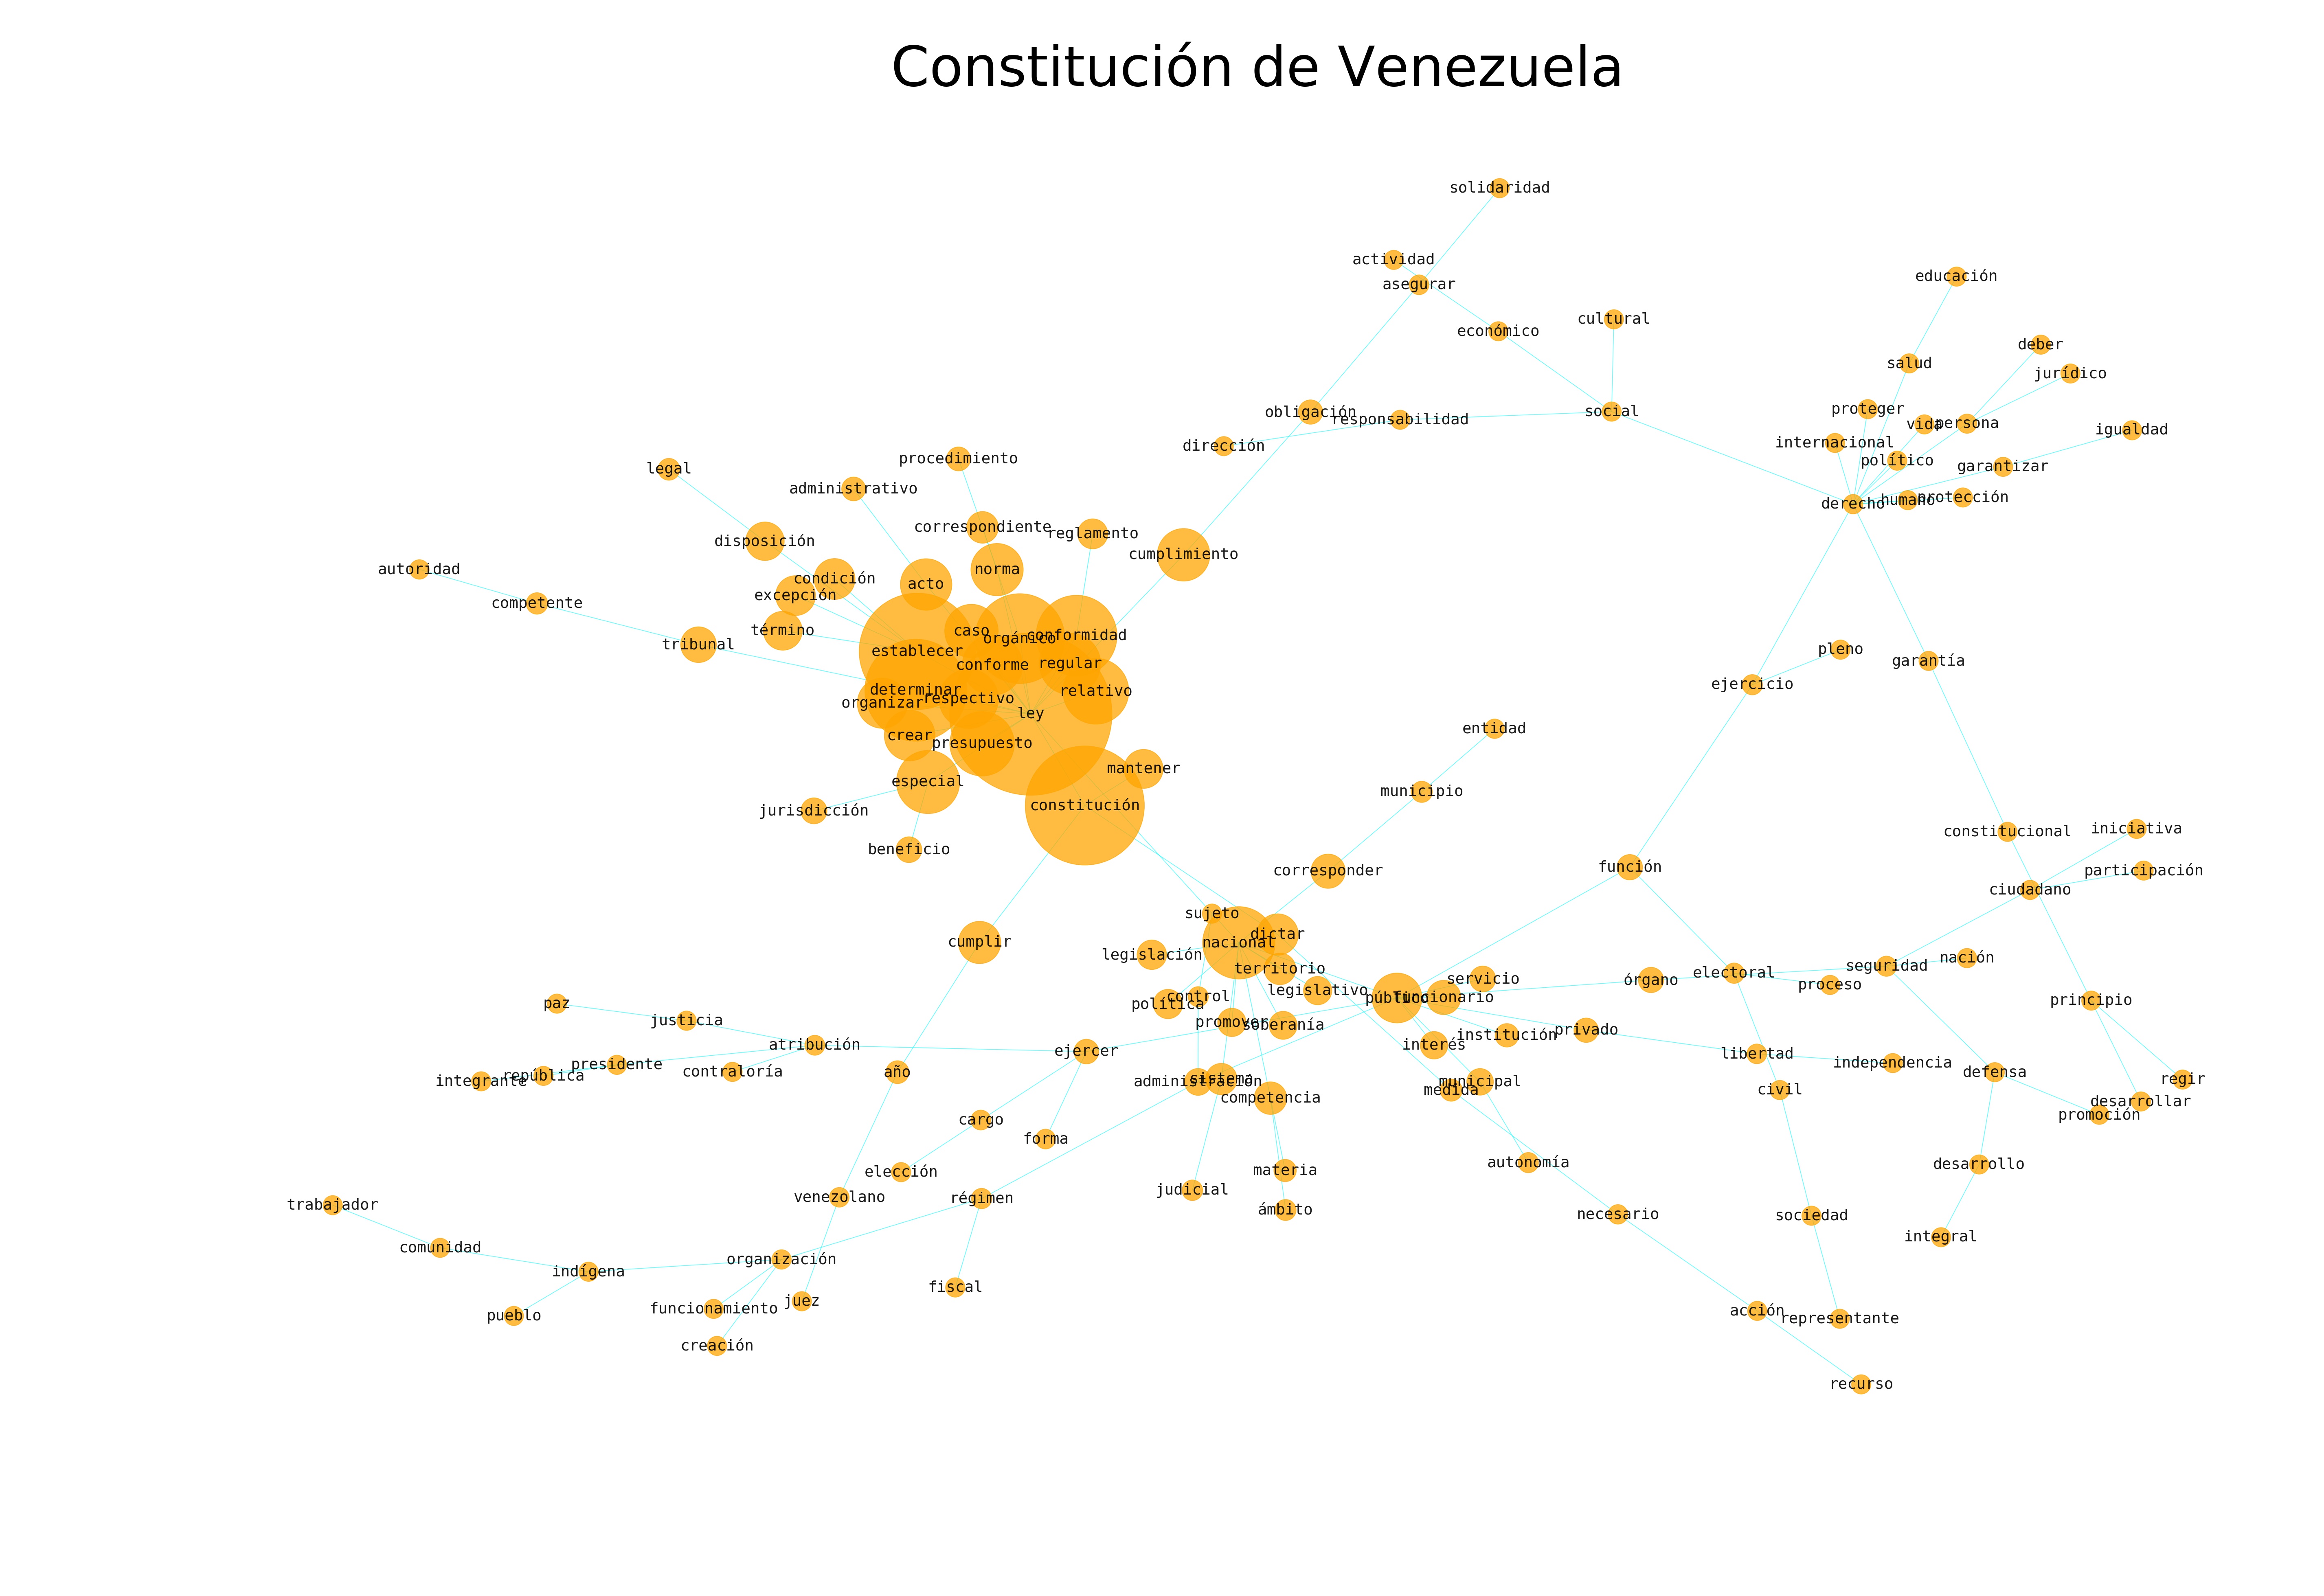 Constitución de Venezuela
solidaridad
actividad
asegurar
educación
cultural
económico
deber
salud
jurídico
proteger
obligación
social
responsabilidad
vida
persona
igualdad
dirección
internacional
procedimiento
político
legal
garantizar
administrativo
humano
protección
derecho
correspondiente
reglamento
disposición
cumplimiento
autoridad
norma
condición
acto
excepción
competente
término
caso
conformidad
orgánico
tribunal
pleno
establecer
garantía
regular
conforme
ejercicio
determinar
relativo
respectivo
organizar
ley
entidad
crear
presupuesto
mantener
especial
municipio
constitución
jurisdicción
iniciativa
constitucional
beneficio
función
corresponder
participación
ciudadano
sujeto
dictar
cumplir
nacional
legislación
nación
seguridad
territorio
electoral
servicio
órgano
proceso
legislativo
control
público
funcionario
principio
paz
política
justicia
promover
soberanía
privado
institución
atribución
interés
ejercer
libertad
independencia
presidente
contraloría
año
defensa
república
integrante
administración
sistema
municipal
regir
medida
civil
competencia
desarrollar
promoción
cargo
forma
autonomía
desarrollo
elección
materia
judicial
venezolano
régimen
trabajador
ámbito
necesario
sociedad
integral
comunidad
organización
indígena
fiscal
juez
funcionamiento
acción
pueblo
representante
creación
recurso